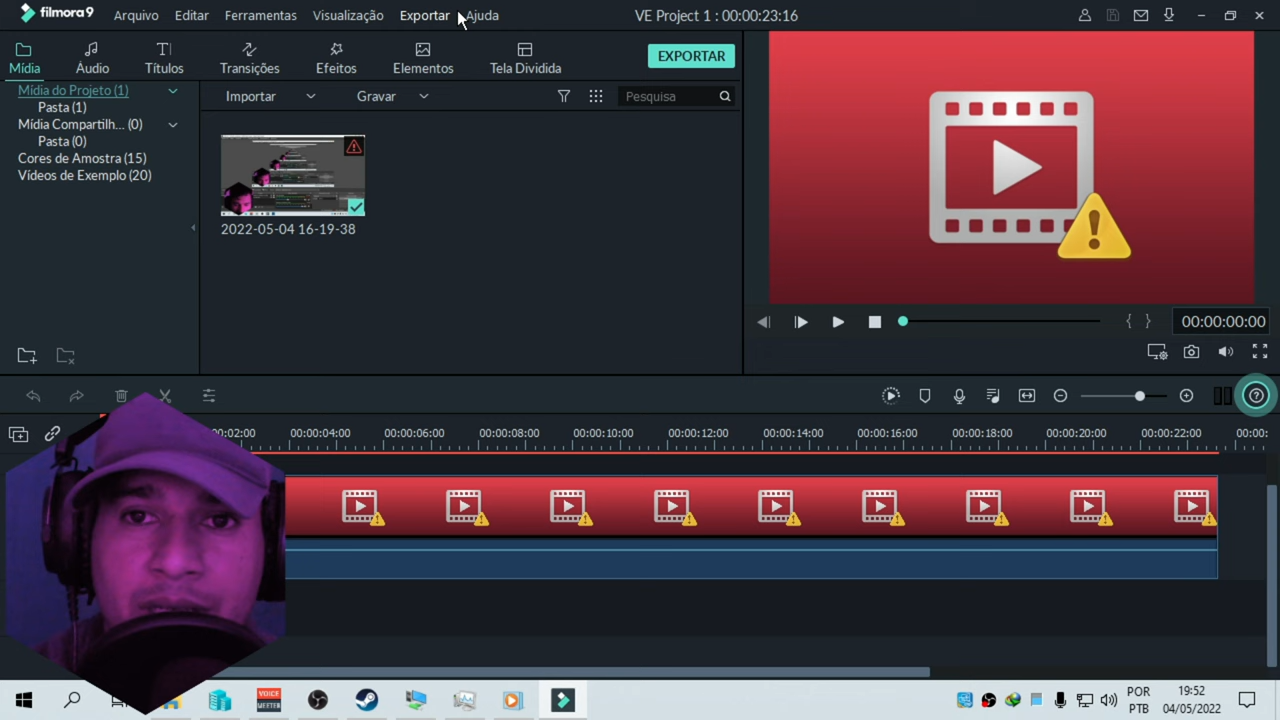 filmora 9 Arquivo Editar Ferramentas Visualização Exportar Ajuda VE Project 1 : 00:00:23:16
Mídia Áudio Títulos Transições Efeitos Elementos Tela Dividida EXPORTAR
Mídia do Projeto (1)
Pasta (1)
Mídia Compartilh... (0)
Pasta (0)
Cores de Amostra (15)
Vídeos de Exemplo (20)
Importar Gravar Pesquisa
2022-05-04 16-19-38
00:00:00:00
00:02:00 00:00:04:00 00:00:06:00 00:00:08:00 00:00:10:00 00:00:12:00 00:00:14:00 00:00:16:00 00:00:18:00 00:00:20:00 00:00:22:00 00:00:
VOICE
MEETER
POR
PTB
19:52
04/05/2022